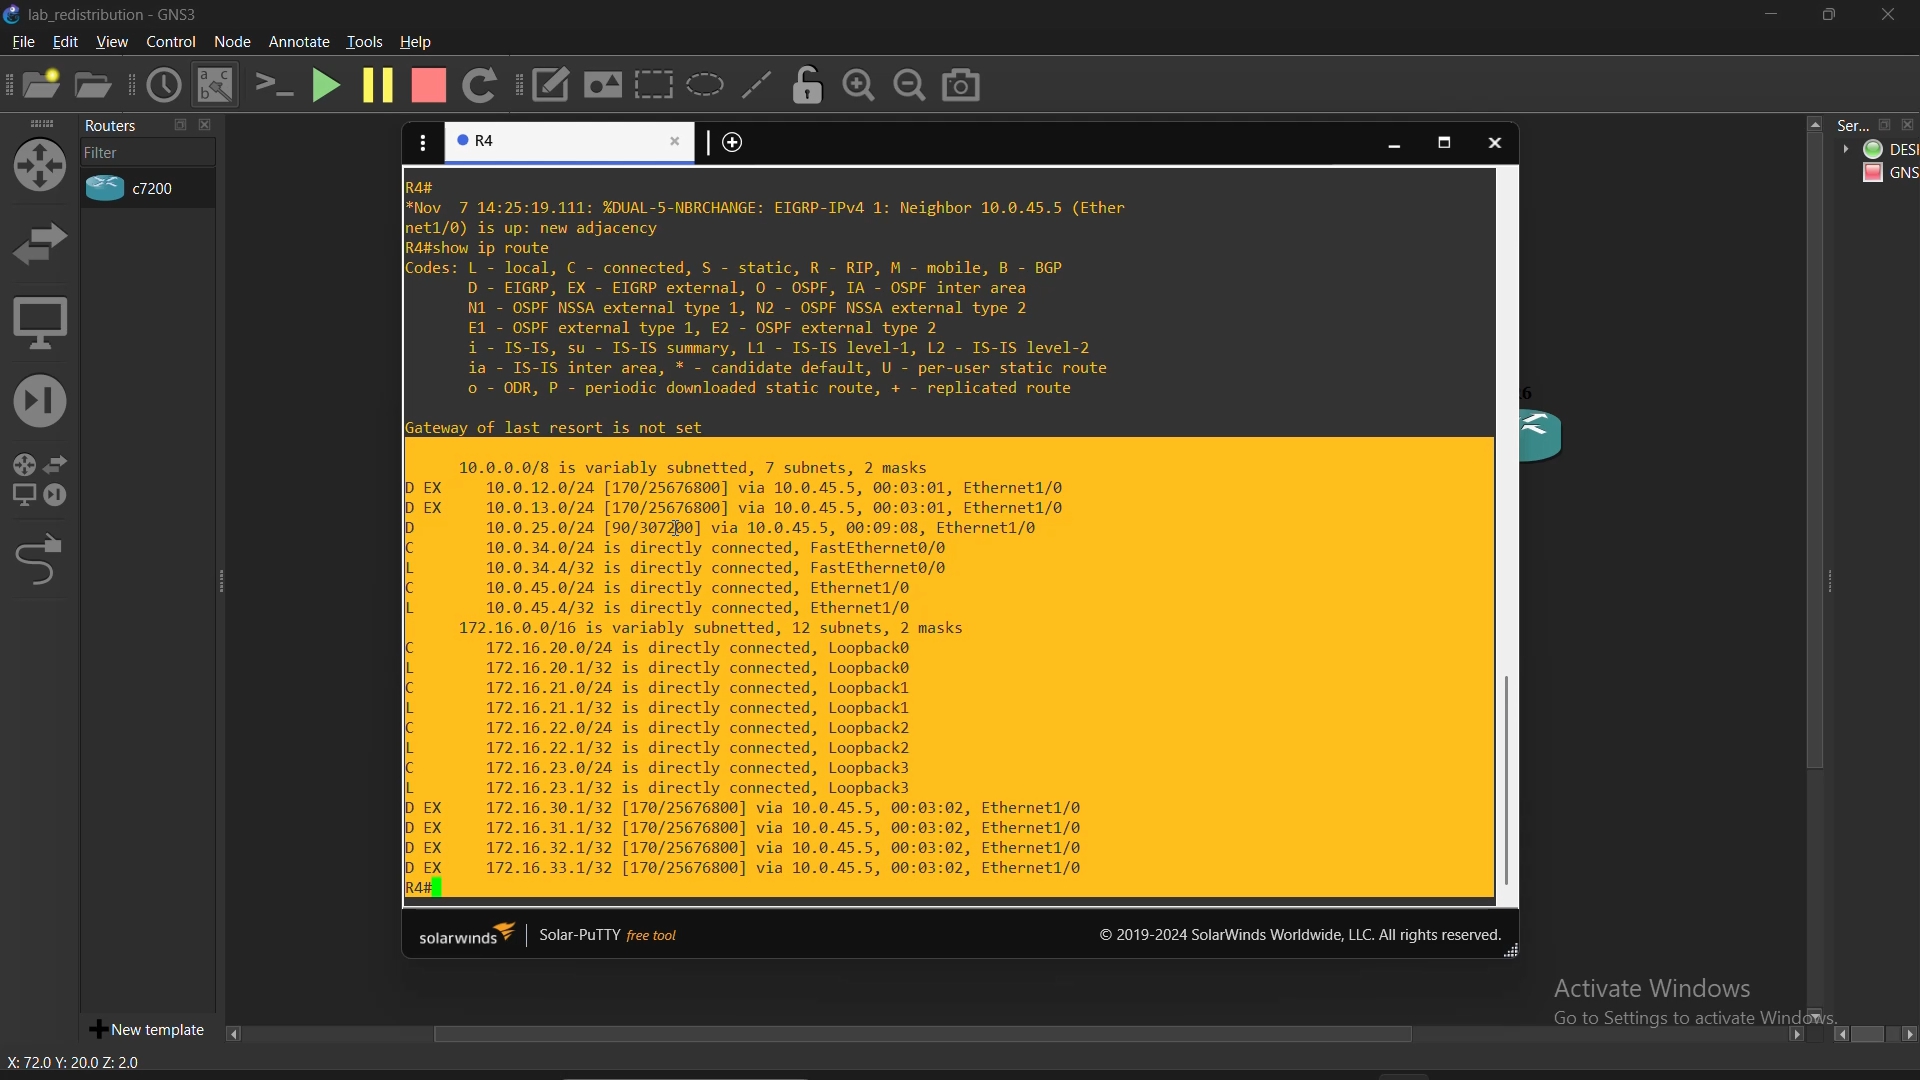 lab_redistribution - GNS3
File Edit View Control Node Annotate Tools Help
Routers
Filter
c7200
New template
X: 72.0 Y: 20.0 Z: 2.0
R4
R4#
*Nov  7 14:25:19.111: %DUAL-5-NBRCHANGE: EIGRP-IPv4 1: Neighbor 10.0.45.5 (Ether
net1/0) is up: new adjacency
R4#show ip route
Codes: L - local, C - connected, S - static, R - RIP, M - mobile, B - BGP
D - EIGRP, EX - EIGRP external, O - OSPF, IA - OSPF inter area
N1 - OSPF NSSA external type 1, N2 - OSPF NSSA external type 2
E1 - OSPF external type 1, E2 - OSPF external type 2
i - IS-IS, su - IS-IS summary, L1 - IS-IS level-1, L2 - IS-IS level-2
ia - IS-IS inter area, * - candidate default, U - per-user static route
o - ODR, P - periodic downloaded static route, + - replicated route
Gateway of last resort is not set
10.0.0.0/8 is variably subnetted, 7 subnets, 2 masks
D EX 10.0.12.0/24 [170/25676800] via 10.0.45.5, 00:03:01, Ethernet1/0
D EX 10.0.13.0/24 [170/25676800] via 10.0.45.5, 00:03:01, Ethernet1/0
D 10.0.25.0/24 [90/307200] via 10.0.45.5, 00:09:08, Ethernet1/0
C 10.0.34.0/24 is directly connected, FastEthernet0/0
L 10.0.34.4/32 is directly connected, FastEthernet0/0
C 10.0.45.0/24 is directly connected, Ethernet1/0
L 10.0.45.4/32 is directly connected, Ethernet1/0
172.16.0.0/16 is variably subnetted, 12 subnets, 2 masks
C 172.16.20.0/24 is directly connected, Loopback0
L 172.16.20.1/32 is directly connected, Loopback0
C 172.16.21.0/24 is directly connected, Loopback1
L 172.16.21.1/32 is directly connected, Loopback1
C 172.16.22.0/24 is directly connected, Loopback2
L 172.16.22.1/32 is directly connected, Loopback2
C 172.16.23.0/24 is directly connected, Loopback3
L 172.16.23.1/32 is directly connected, Loopback3
D EX 172.16.30.1/32 [170/25676800] via 10.0.45.5, 00:03:02, Ethernet1/0
D EX 172.16.31.1/32 [170/25676800] via 10.0.45.5, 00:03:02, Ethernet1/0
D EX 172.16.32.1/32 [170/25676800] via 10.0.45.5, 00:03:02, Ethernet1/0
D EX 172.16.33.1/32 [170/25676800] via 10.0.45.5, 00:03:02, Ethernet1/0
R4#
solarwinds Solar-PuTTY free tool © 2019-2024 SolarWinds Worldwide, LLC. All rights reserved.
Ser...
DESI
GNS
Activate Windows
Go to Settings to activate Windows.